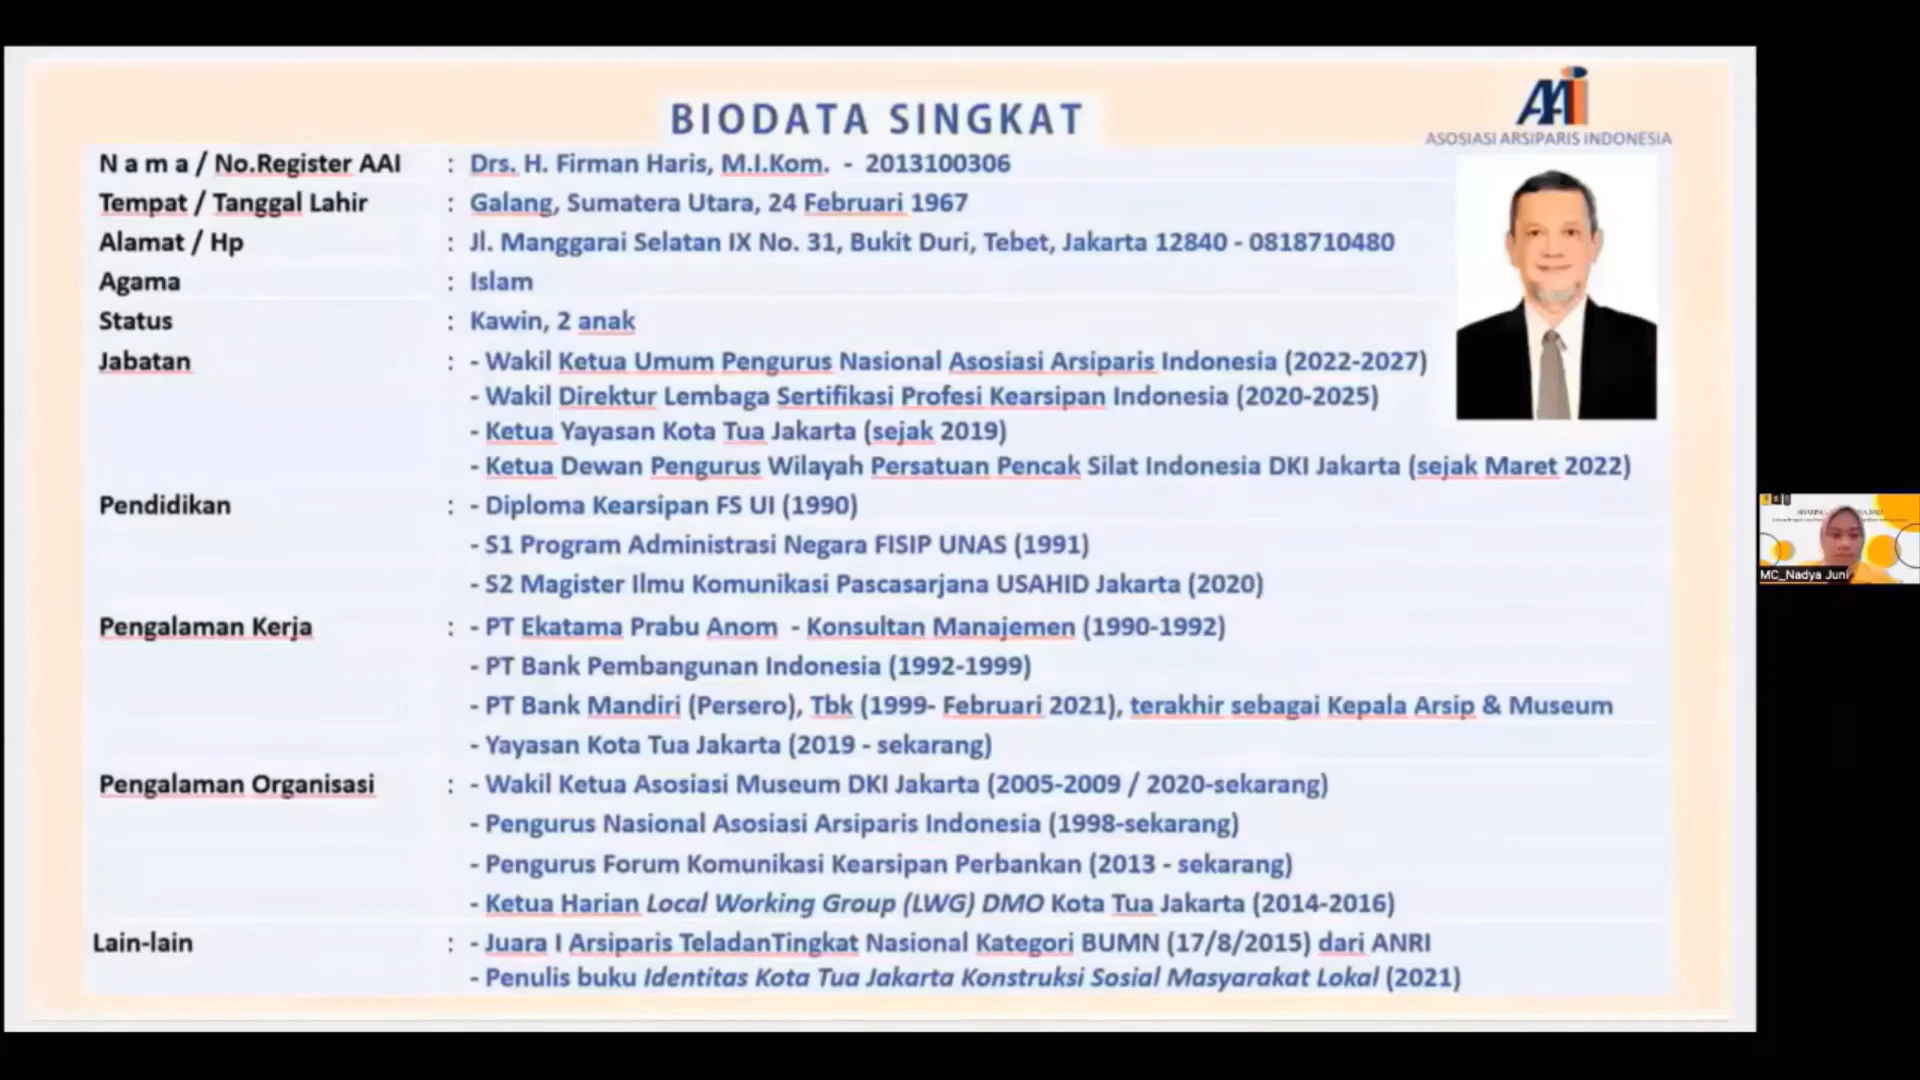 BIODATA SINGKAT
AAI
ASOSIASI ARSIPARIS INDONESIA
N a m a / No.Register AAI : Drs. H. Firman Haris, M.I.Kom. - 2013100306
Tempat / Tanggal Lahir : Galang, Sumatera Utara, 24 Februari 1967
Alamat / Hp : Jl. Manggarai Selatan IX No. 31, Bukit Duri, Tebet, Jakarta 12840 - 0818710480
Agama : Islam
Status : Kawin, 2 anak
Jabatan : - Wakil Ketua Umum Pengurus Nasional Asosiasi Arsiparis Indonesia (2022-2027)
- Wakil Direktur Lembaga Sertifikasi Profesi Kearsipan Indonesia (2020-2025)
- Ketua Yayasan Kota Tua Jakarta (sejak 2019)
- Ketua Dewan Pengurus Wilayah Persatuan Pencak Silat Indonesia DKI Jakarta (sejak Maret 2022)
Pendidikan : - Diploma Kearsipan FS UI (1990)
- S1 Program Administrasi Negara FISIP UNAS (1991)
- S2 Magister Ilmu Komunikasi Pascasarjana USAHID Jakarta (2020)
Pengalaman Kerja : - PT Ekatama Prabu Anom - Konsultan Manajemen (1990-1992)
- PT Bank Pembangunan Indonesia (1992-1999)
- PT Bank Mandiri (Persero), Tbk (1999- Februari 2021), terakhir sebagai Kepala Arsip & Museum
- Yayasan Kota Tua Jakarta (2019 - sekarang)
Pengalaman Organisasi : - Wakil Ketua Asosiasi Museum DKI Jakarta (2005-2009 / 2020-sekarang)
- Pengurus Nasional Asosiasi Arsiparis Indonesia (1998-sekarang)
- Pengurus Forum Komunikasi Kearsipan Perbankan (2013 - sekarang)
- Ketua Harian Local Working Group (LWG) DMO Kota Tua Jakarta (2014-2016)
Lain-lain : - Juara I Arsiparis TeladanTingkat Nasional Kategori BUMN (17/8/2015) dari ANRI
- Penulis buku Identitas Kota Tua Jakarta Konstruksi Sosial Masyarakat Lokal (2021)
MC_Nadya Juni